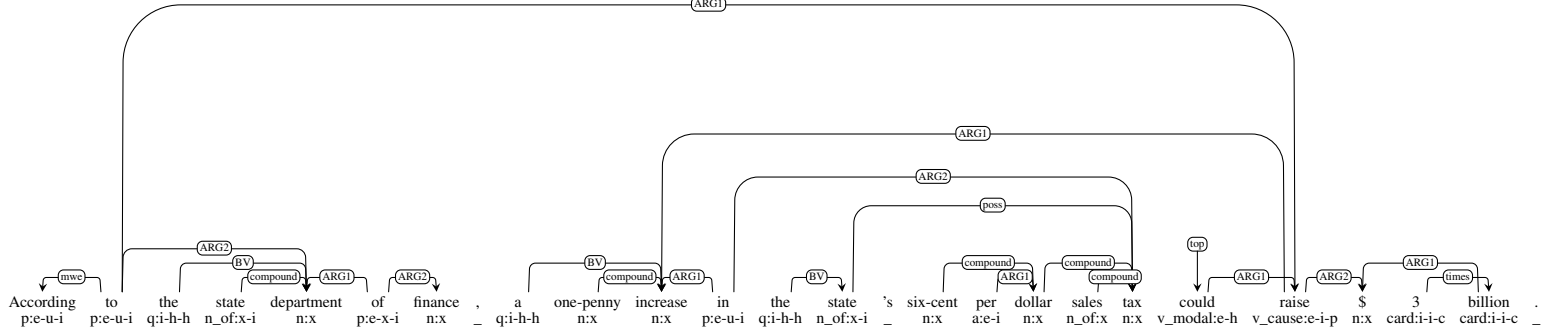 ARG1
ARG1
ARG2
poss
top
ARG2
BV BV compound compound ARG1
mwe compound ARG1 ARG2 compound ARG1 BV ARG1 compound ARG1 ARG2 times
According to the state department of finance , a one-penny increase in the state 's six-cent per dollar sales tax could raise $ 3 billion .
p:e-u-i p:e-u-i q:i-h-h n_of:x-i n:x p:e-x-i n:x _ q:i-h-h n:x n:x p:e-u-i q:i-h-h n_of:x-i _ n:x a:e-i n:x n_of:x n:x v_modal:e-h v_cause:e-i-p n:x card:i-i-c card:i-i-c _